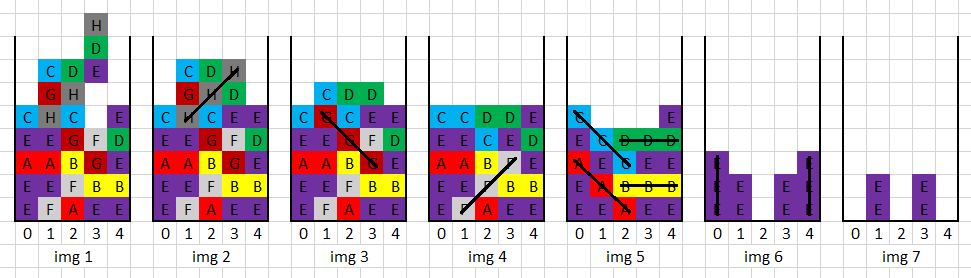 H
D
C D E C D H
G H G H D C D D
C H C E C H C E E C G C E E C C D D E C E
E E G F D E E G F D E E G F D E E C E D E C D D D
A A B G E A A B G E A A B G E A A B F E A E C E E E E
E E F B B E E F B B E E F B B E E F B B E A B B B E E E E E E
E F A E E E F A E E E F A E E E F A E E E E A E E E E E E E E
0 1 2 3 4 0 1 2 3 4 0 1 2 3 4 0 1 2 3 4 0 1 2 3 4 0 1 2 3 4 0 1 2 3 4
img 1 img 2 img 3 img 4 img 5 img 6 img 7